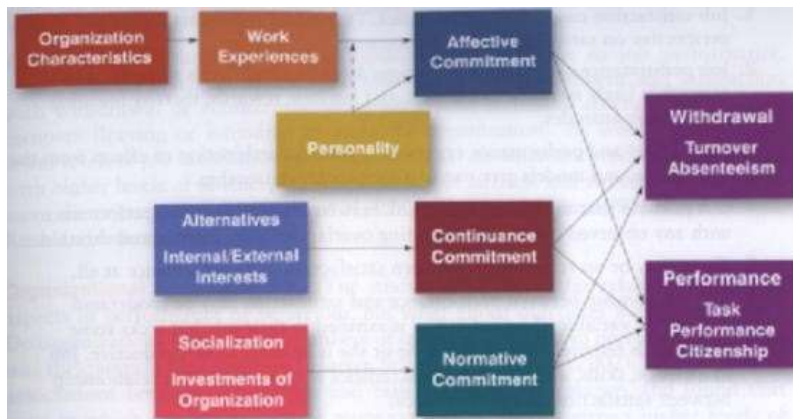 Organization
Characteristics
Work
Experiences
Affective
Commitment
Personality
Withdrawal
Turnover
Absenteeism
Alternatives
Internal/External
Interests
Continuance
Commitment
Performance
Task
Performance
Citizenship
Socialization
Investments of
Organization
Normative
Commitment